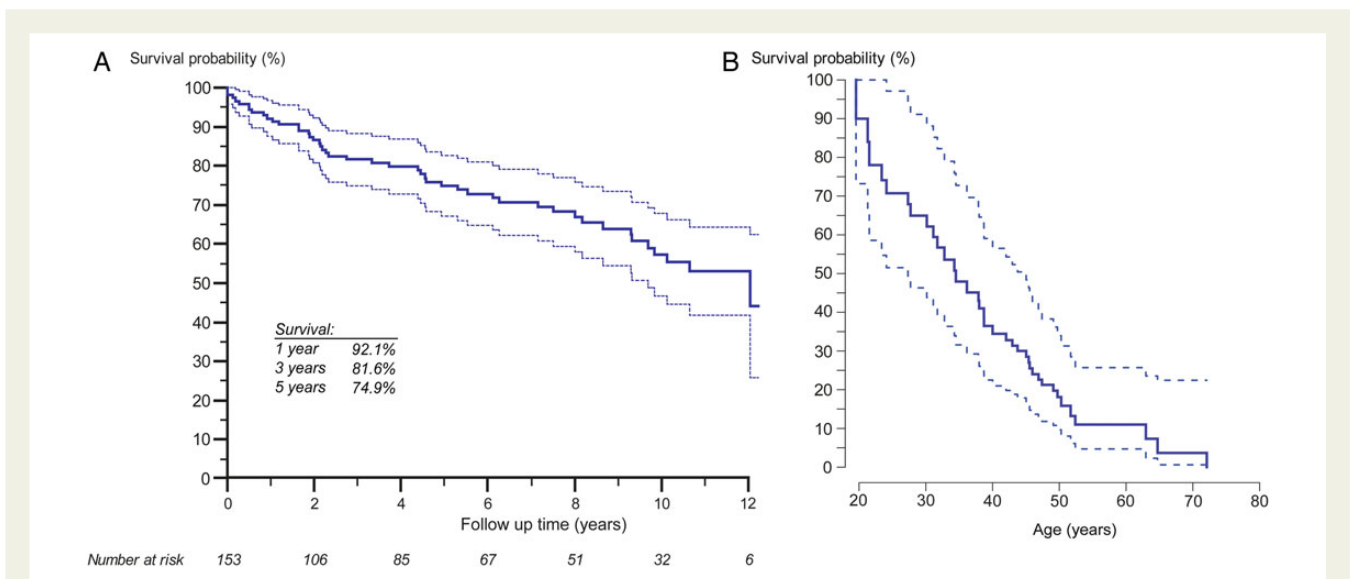 A Survival probability (%)
100
90
80
70
60
50
40
30
20
10
0
Survival:
1 year 92.1%
3 years 81.6%
5 years 74.9%
0 2 4 6 8 10 12
Follow up time (years)
Number at risk 153 106 85 67 51 32 6
B Survival probability (%)
100
90
80
70
60
50
40
30
20
10
0
20 30 40 50 60 70 80
Age (years)